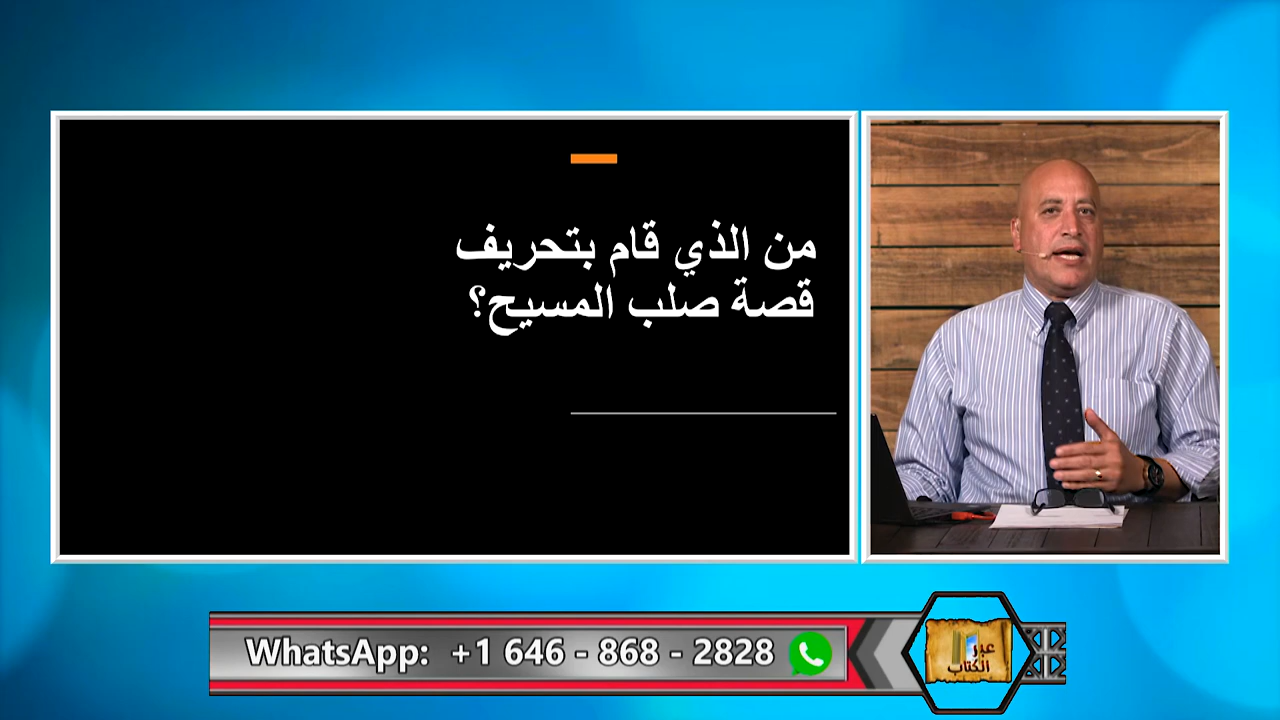 من الذي قام بتحريف
قصة صلب المسيح؟
WhatsApp: +1 646 - 868 - 2828
عبر
الكتاب